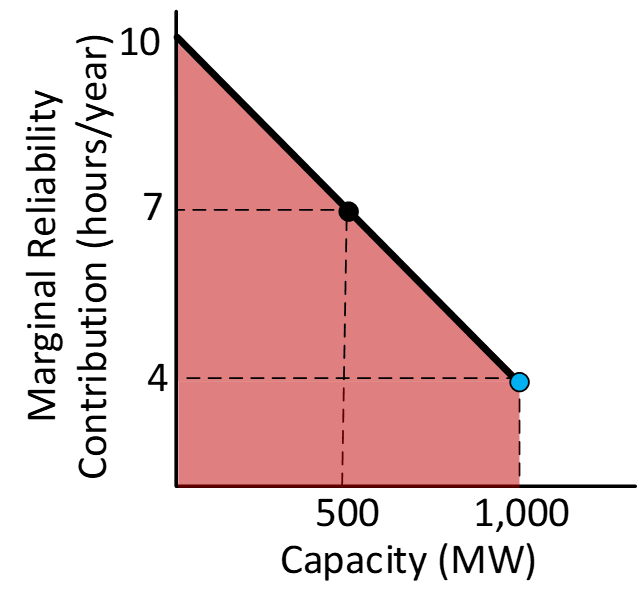 Marginal Reliability
Contribution (hours/year)
10
7
4
500
1,000
Capacity (MW)